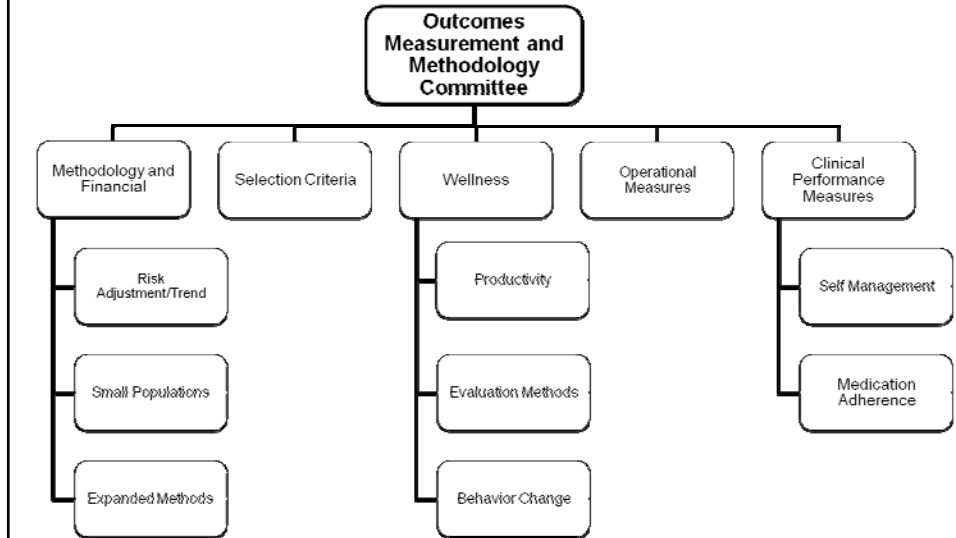 Outcomes
Measurement and
Methodology
Committee
Methodology and
Financial
Selection Criteria
Wellness
Operational
Measures
Clinical
Performance
Measures
Risk
Adjustment/Trend
Small Populations
Expanded Methods
Productivity
Evaluation Methods
Behavior Change
Self Management
Medication
Adherence